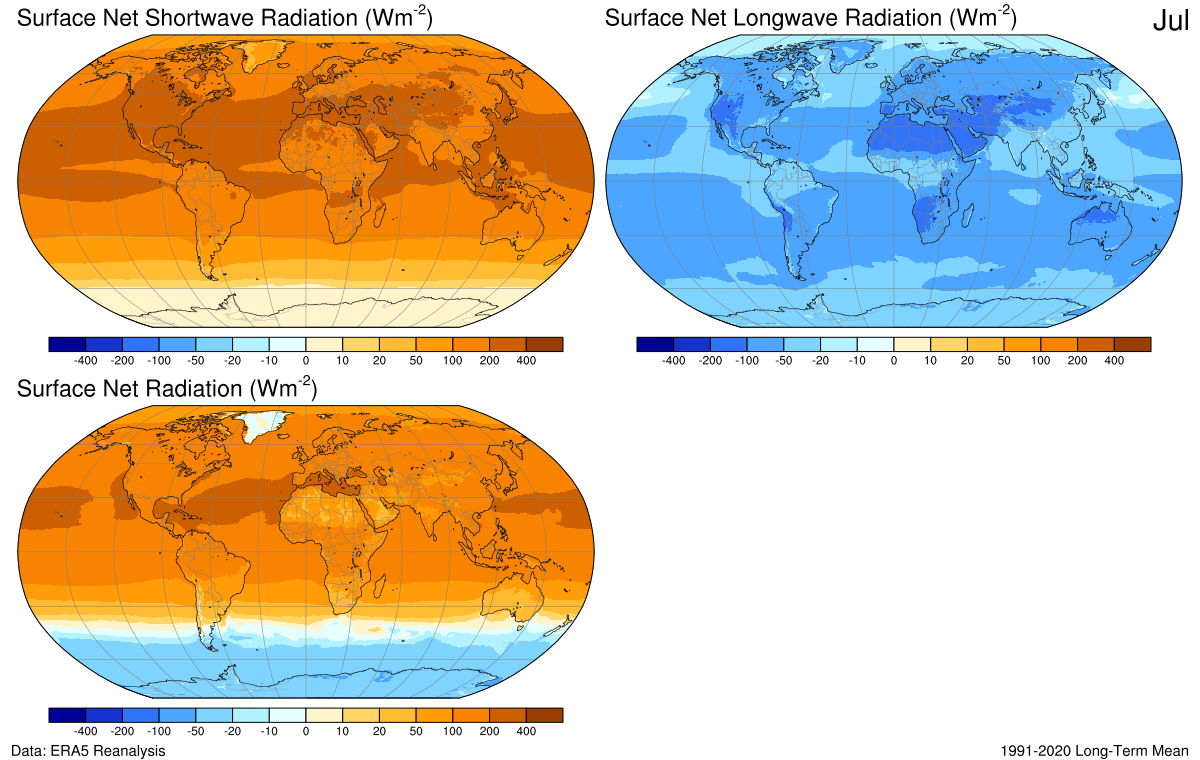 Surface Net Shortwave Radiation (Wm-2)
Surface Net Longwave Radiation (Wm-2)
Jul
-400 -200 -100 -50 -20 -10 0 10 20 50 100 200 400
-400 -200 -100 -50 -20 -10 0 10 20 50 100 200 400
Surface Net Radiation (Wm-2)
-400 -200 -100 -50 -20 -10 0 10 20 50 100 200 400
Data: ERA5 Reanalysis
1991-2020 Long-Term Mean